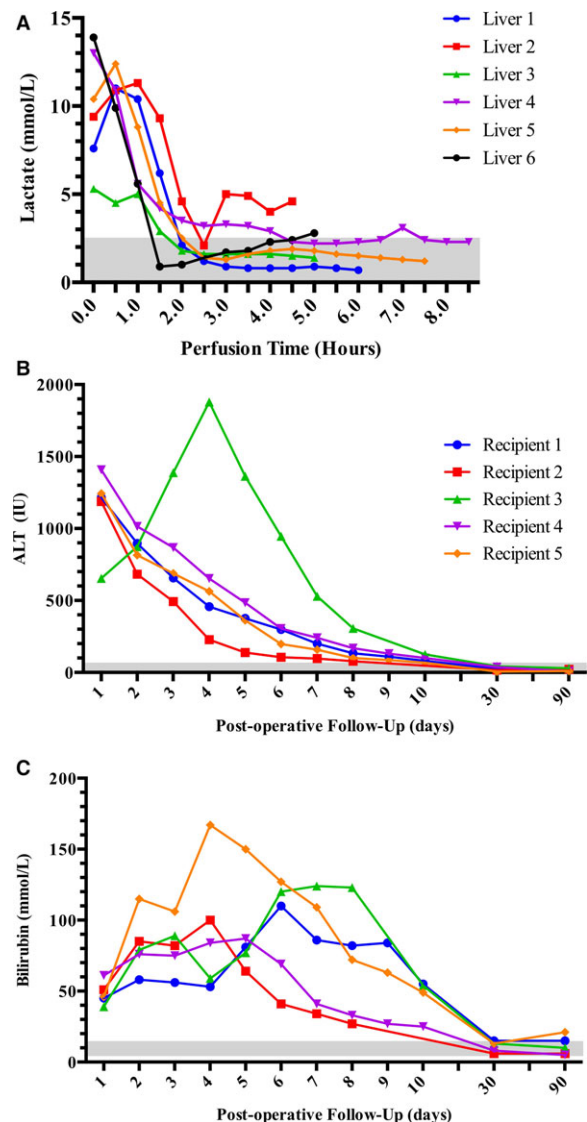 A
Lactate (mmol/L)
15
10
5
0
0.0 1.0 2.0 3.0 4.0 5.0 6.0 7.0 8.0
Perfusion Time (Hours)
Liver 1
Liver 2
Liver 3
Liver 4
Liver 5
Liver 6
B
ALT (IU)
2000
1500
1000
500
0
1 2 3 4 5 6 7 8 9 10 30 90
Post-operative Follow-Up (days)
Recipient 1
Recipient 2
Recipient 3
Recipient 4
Recipient 5
C
Bilirubin (mmol/L)
200
150
100
50
0
1 2 3 4 5 6 7 8 9 10 30 90
Post-operative Follow-Up (days)